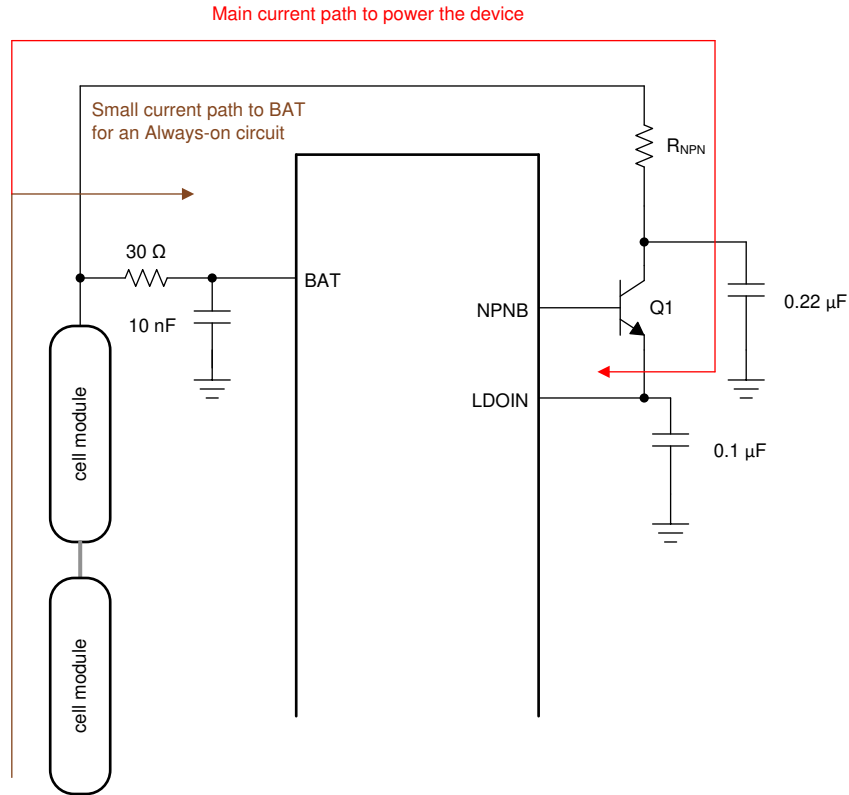 Main current path to power the device
Small current path to BAT
for an Always-on circuit
R_NPN
30 Ω
BAT
10 nF
NPNB
Q1
0.22 µF
LDOIN
0.1 µF
cell module
cell module